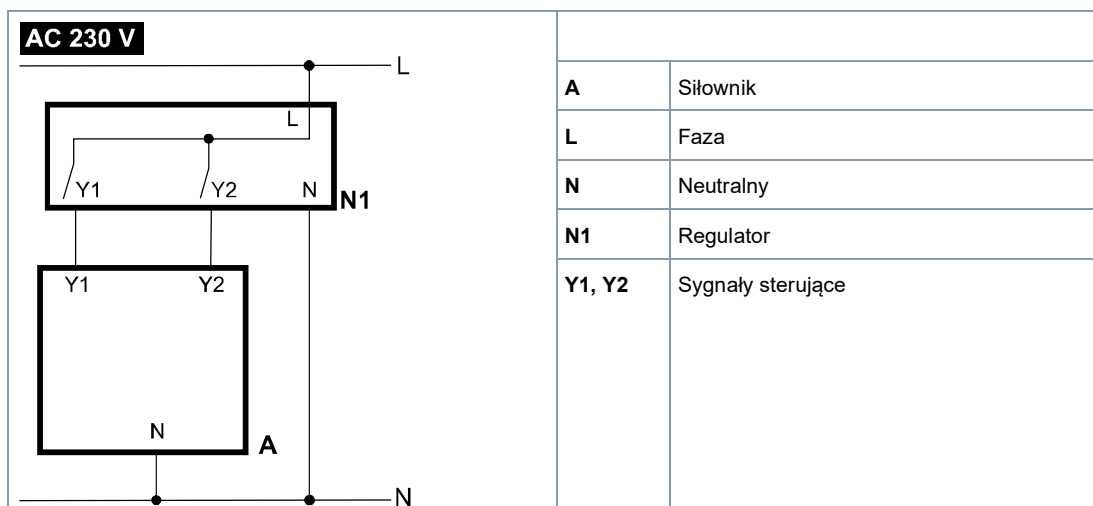 AC 230 V
L
L
Y1 Y2 N
N1
Y1 Y2
N
A
N
A Siłownik
L Faza
N Neutralny
N1 Regulator
Y1, Y2 Sygnały sterujące